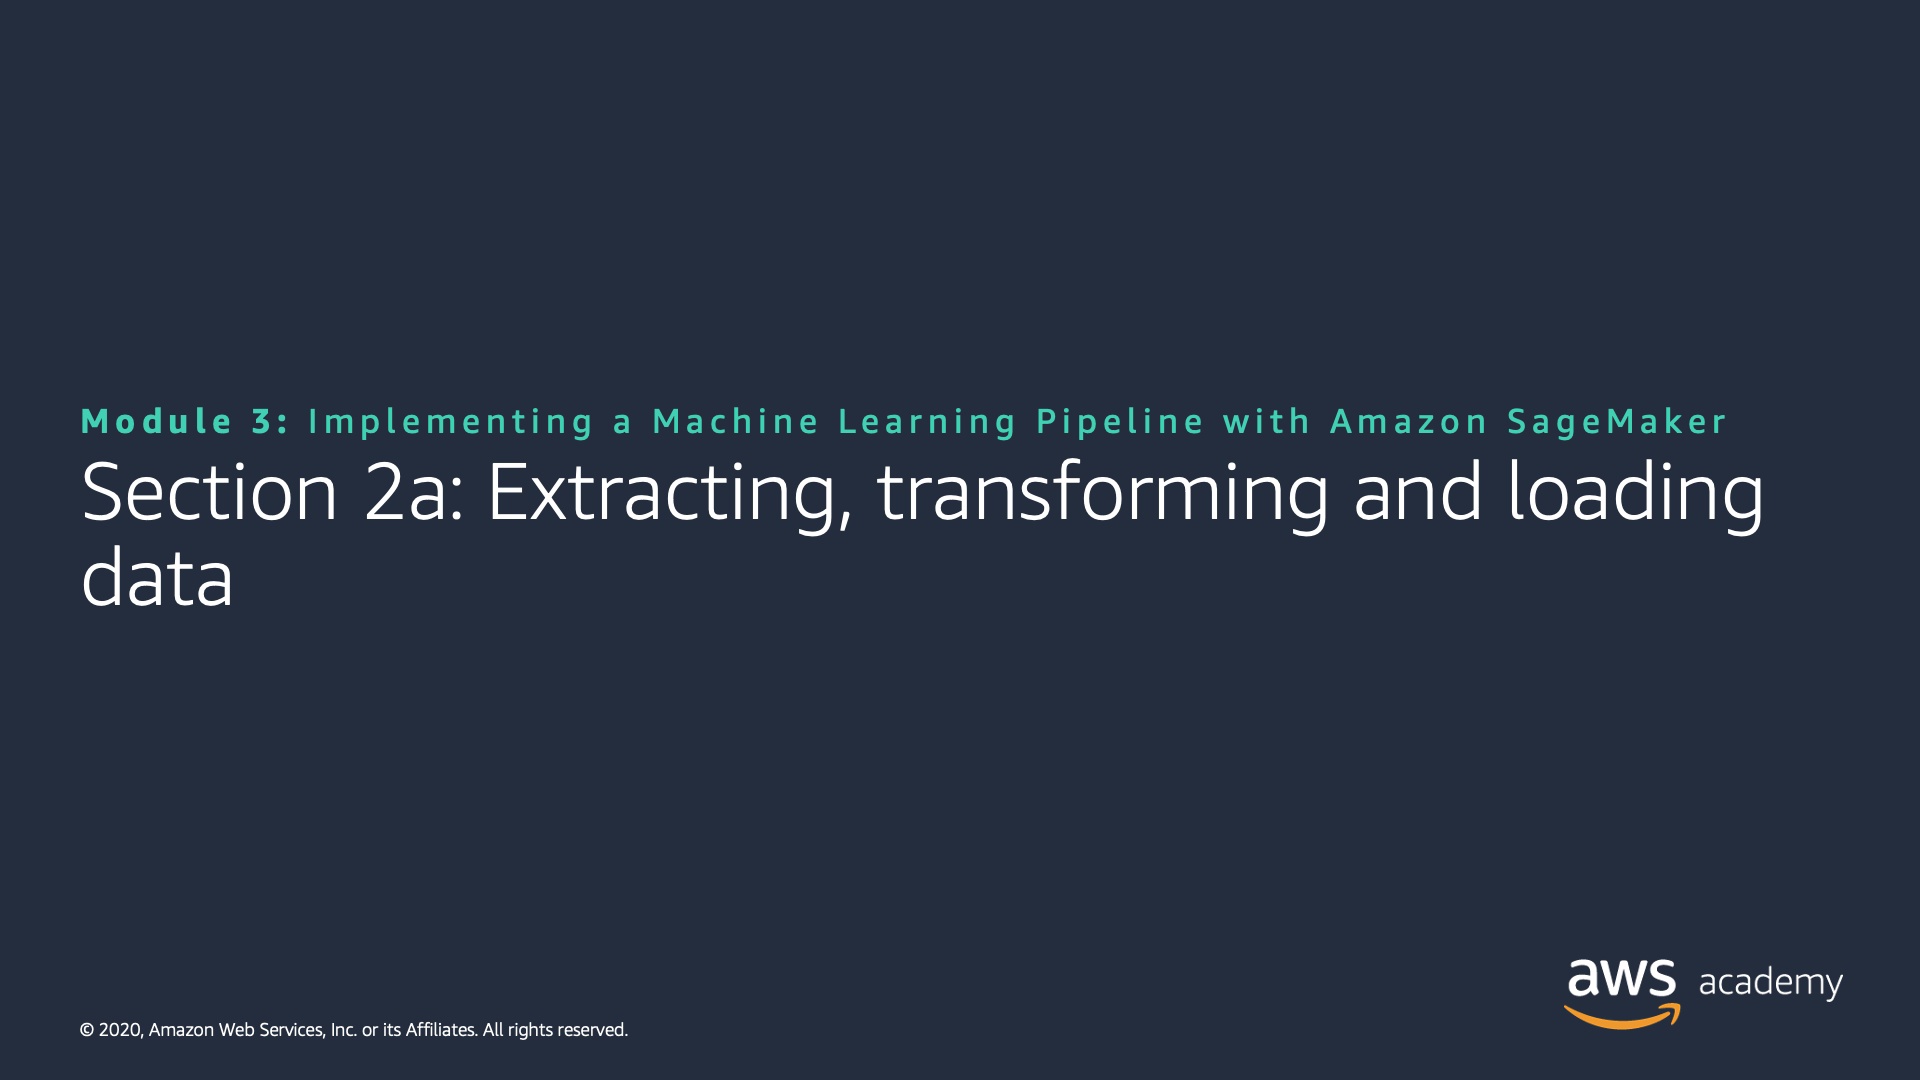 Module 3: Implementing a Machine Learning Pipeline with Amazon SageMaker
Section 2a: Extracting, transforming and loading
data
aws academy
© 2020, Amazon Web Services, Inc. or its Affiliates. All rights reserved.